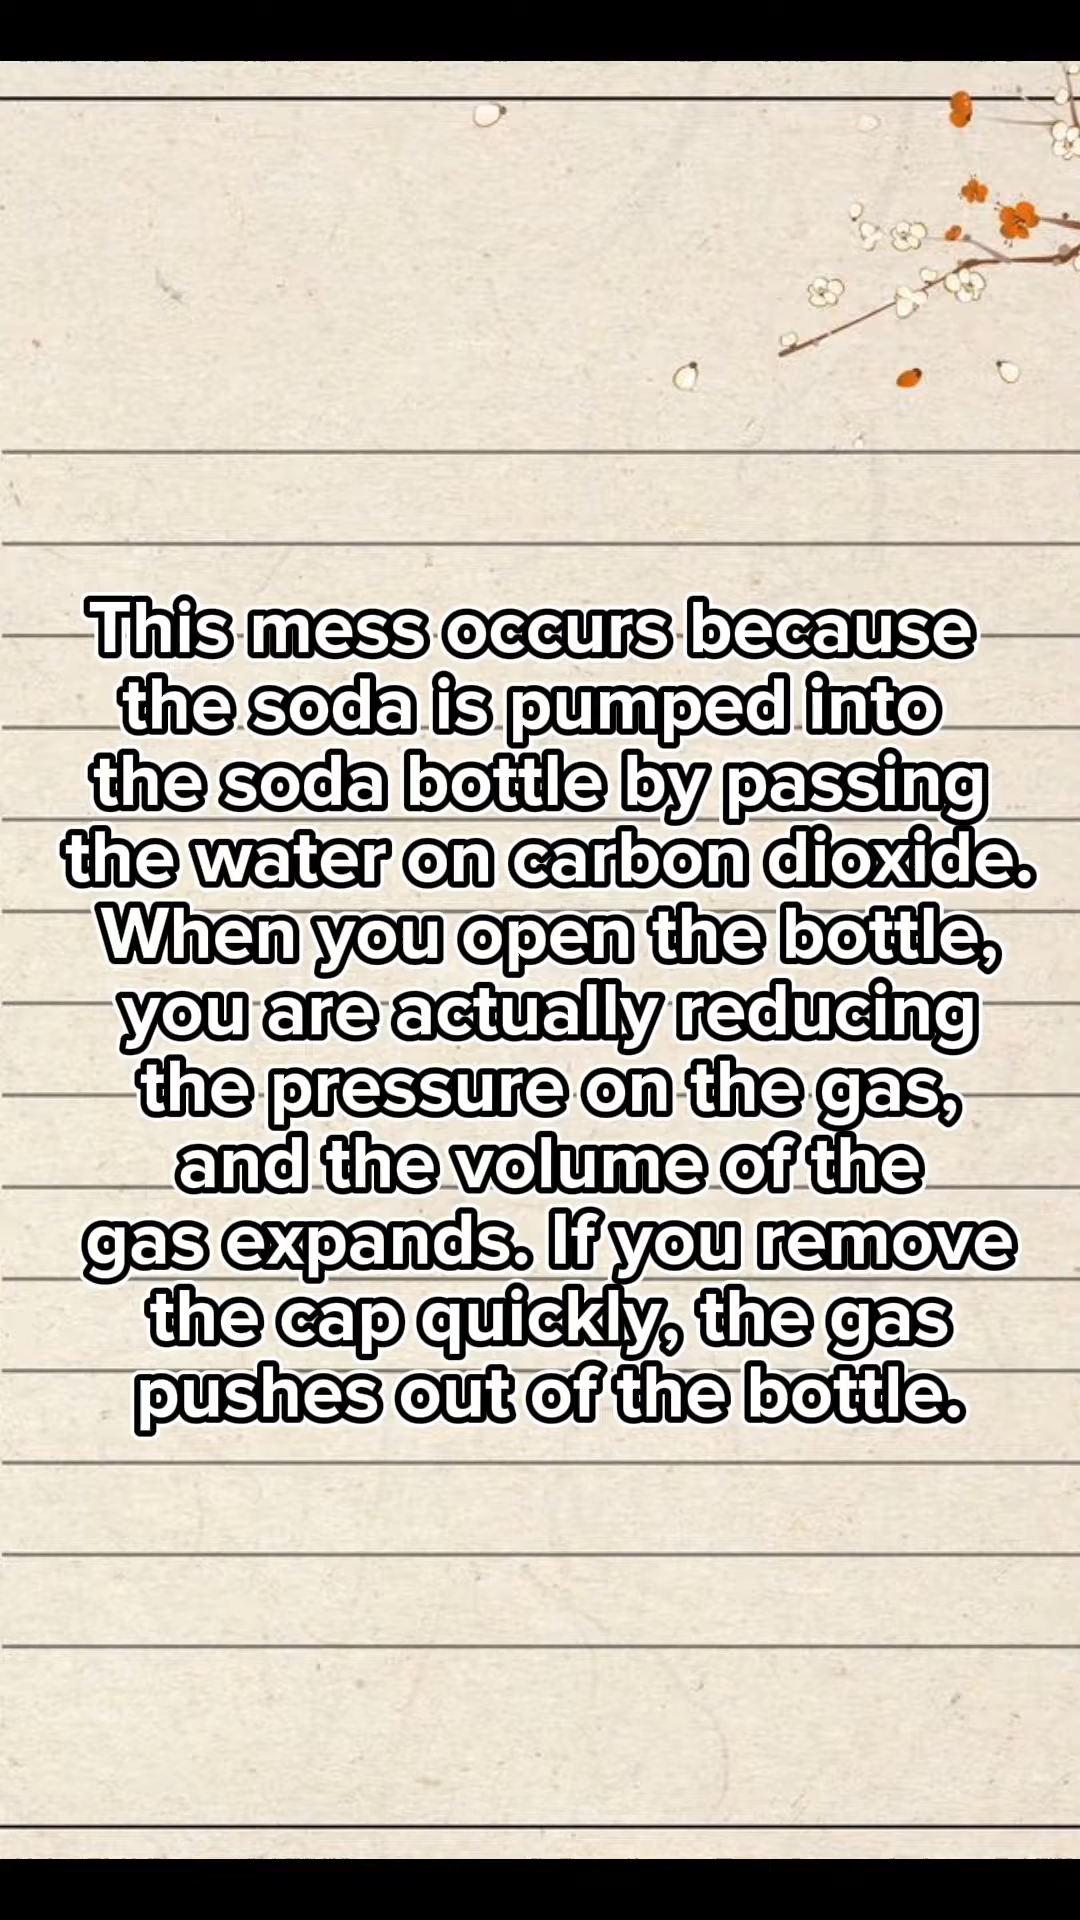 This mess occurs because
the soda is pumped into
the soda bottle by passing
the water on carbon dioxide.
When you open the bottle,
you are actually reducing
the pressure on the gas,
and the volume of the
gas expands. If you remove
the cap quickly, the gas
pushes out of the bottle.